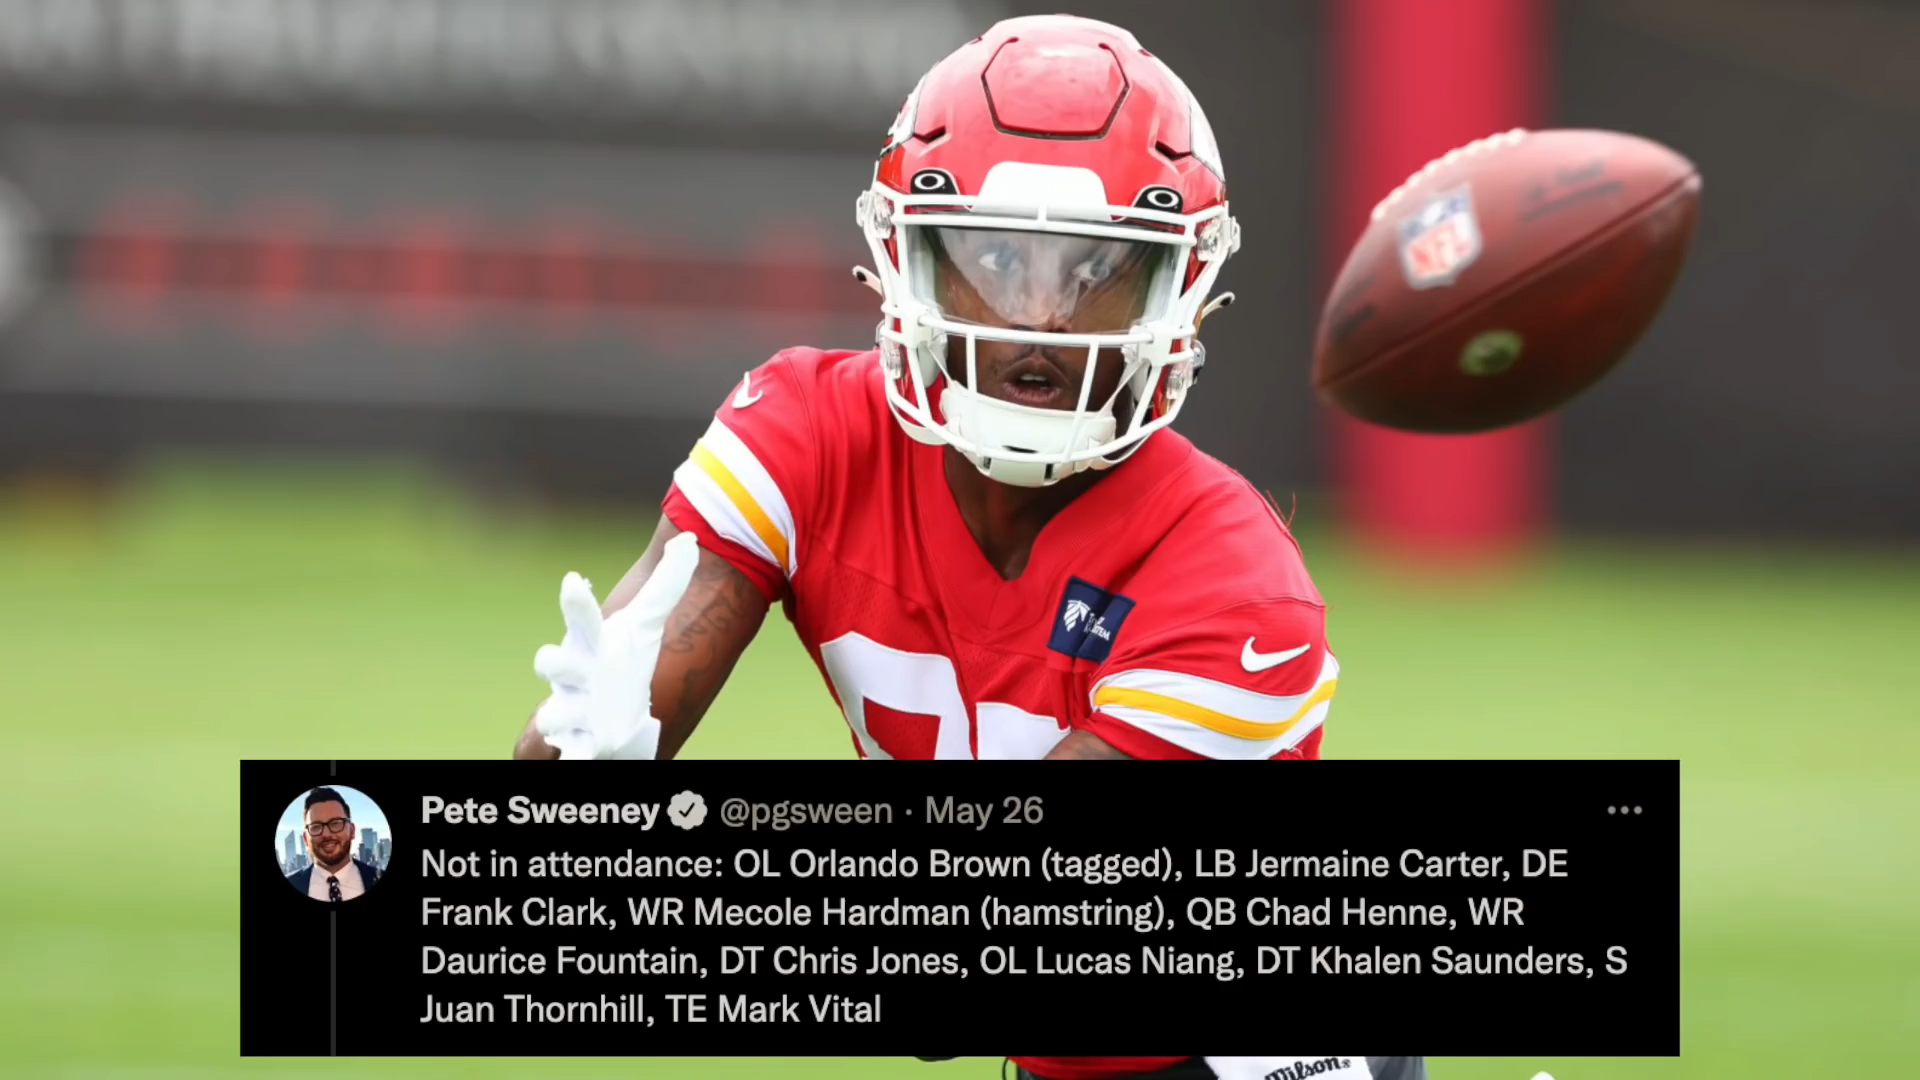 NFL
Pete Sweeney @pgsween · May 26
Not in attendance: OL Orlando Brown (tagged), LB Jermaine Carter, DE
Frank Clark, WR Mecole Hardman (hamstring), QB Chad Henne, WR
Daurice Fountain, DT Chris Jones, OL Lucas Niang, DT Khalen Saunders, S
Juan Thornhill, TE Mark Vital
Wilson